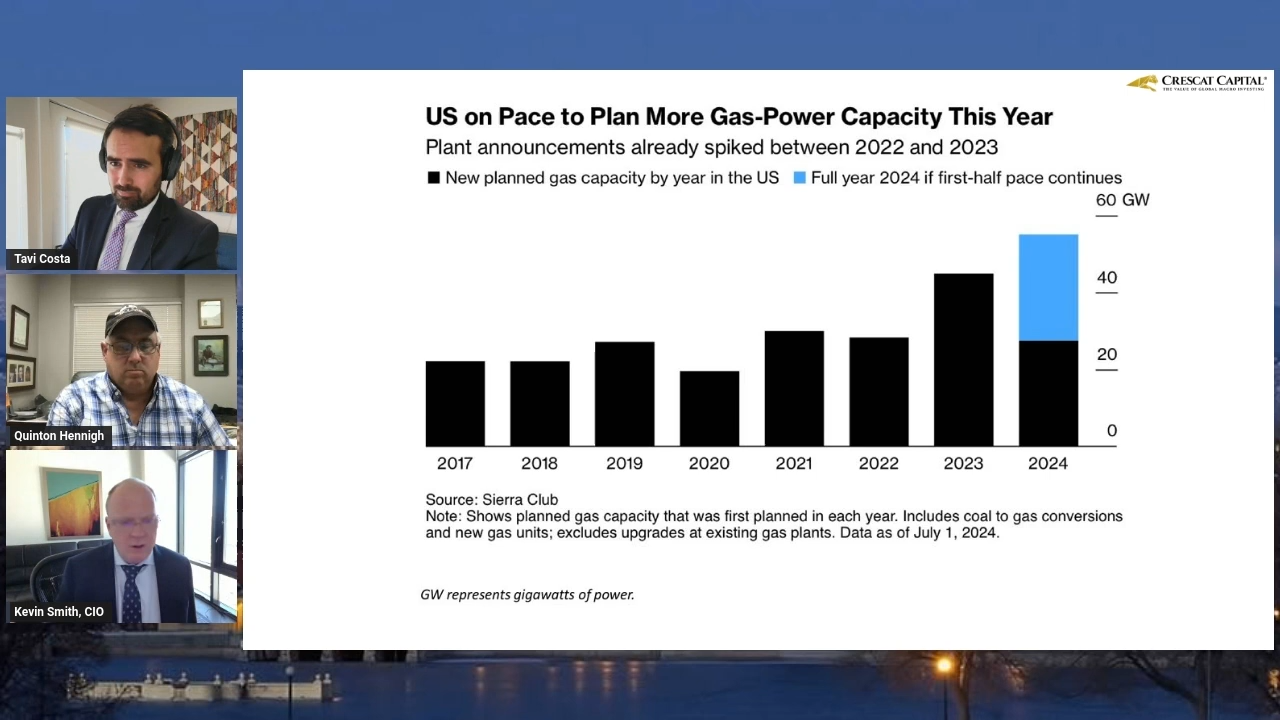 CRESCAT CAPITAL®
THE VALUE OF GLOBAL MACRO INVESTING
US on Pace to Plan More Gas-Power Capacity This Year
Plant announcements already spiked between 2022 and 2023
New planned gas capacity by year in the US
Full year 2024 if first-half pace continues
60 GW
40
20
0
2017 2018 2019 2020 2021 2022 2023 2024
Source: Sierra Club
Note: Shows planned gas capacity that was first planned in each year. Includes coal to gas conversions
and new gas units; excludes upgrades at existing gas plants. Data as of July 1, 2024.
GW represents gigawatts of power.
Tavi Costa
Quinton Hennigh
Kevin Smith, CIO